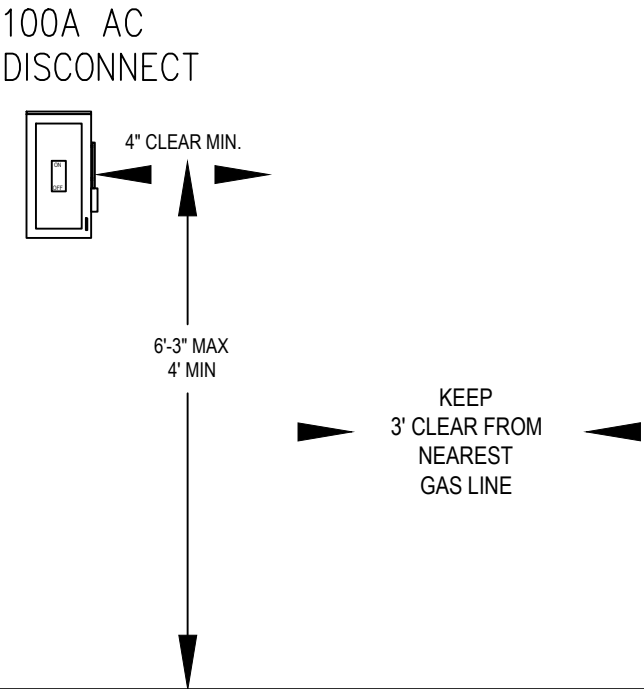 100A AC
DISCONNECT
4" CLEAR MIN.
ON
OFF
6'-3" MAX
4' MIN
KEEP
3' CLEAR FROM
NEAREST
GAS LINE